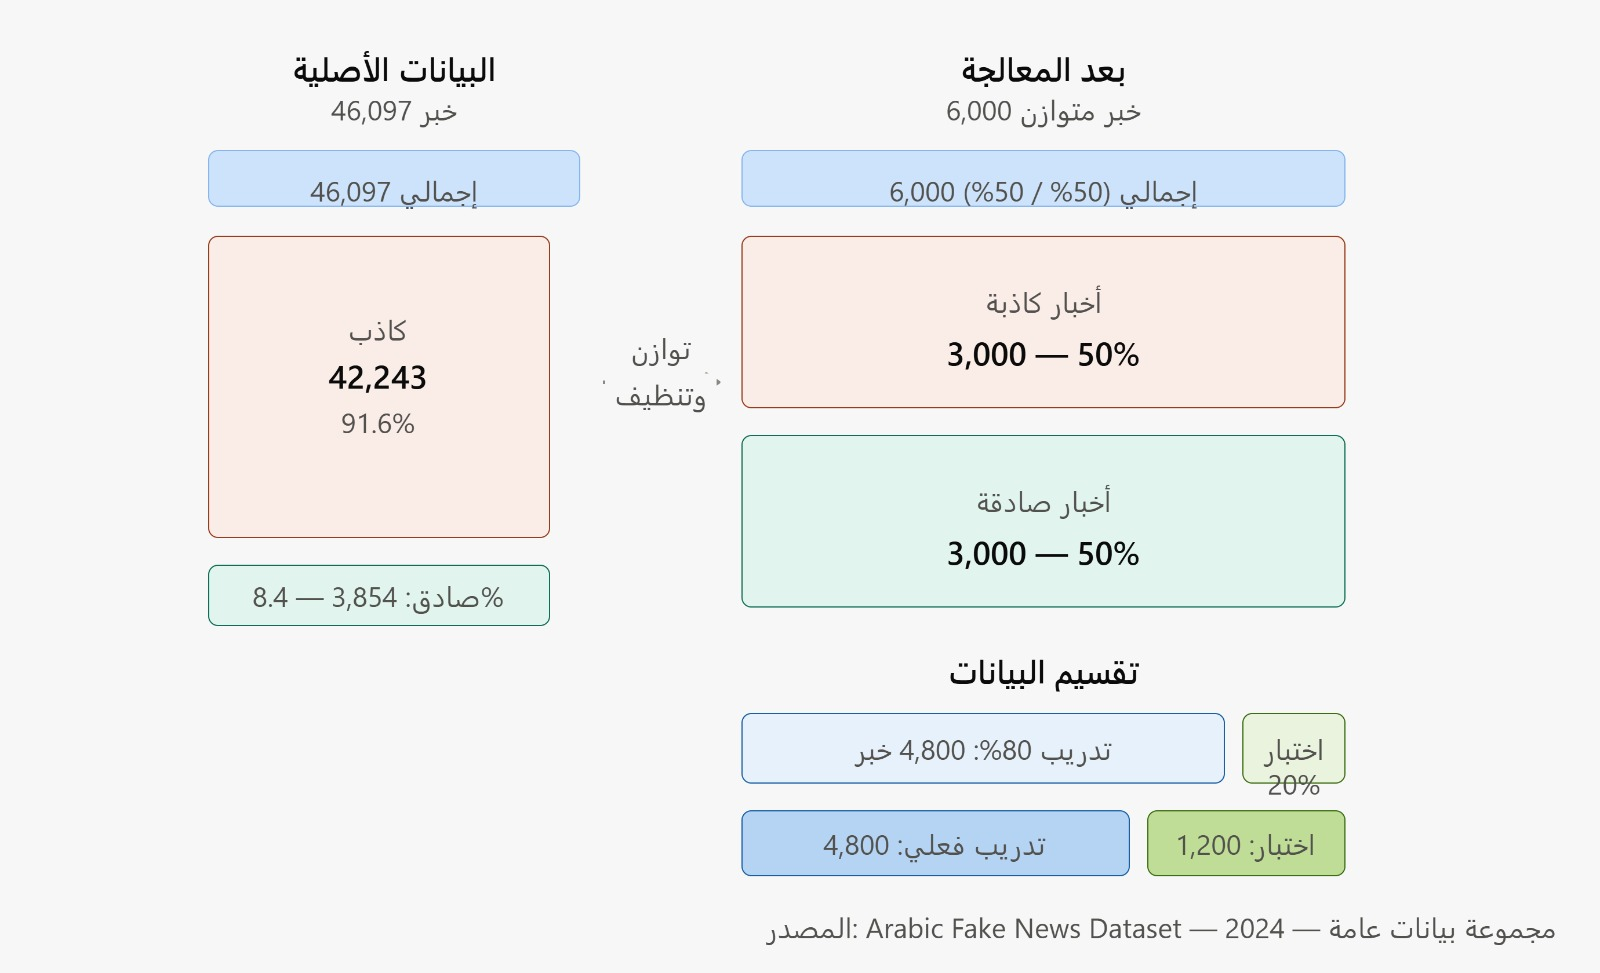 البيانات الأصلية
46,097 خبر
إجمالي 46,097
كاذب
42,243
91.6%
صادق: 3,854 — 8.4%
توازن
وتنظيف
بعد المعالجة
6,000 خبر متوازن
إجمالي 6,000 (50% / 50%)
أخبار كاذبة
3,000 — 50%
أخبار صادقة
3,000 — 50%
تقسيم البيانات
تدريب 80%: 4,800 خبر
اختبار
20%
تدريب فعلي: 4,800
اختبار: 1,200
المصدر: Arabic Fake News Dataset — 2024 — مجموعة بيانات عامة